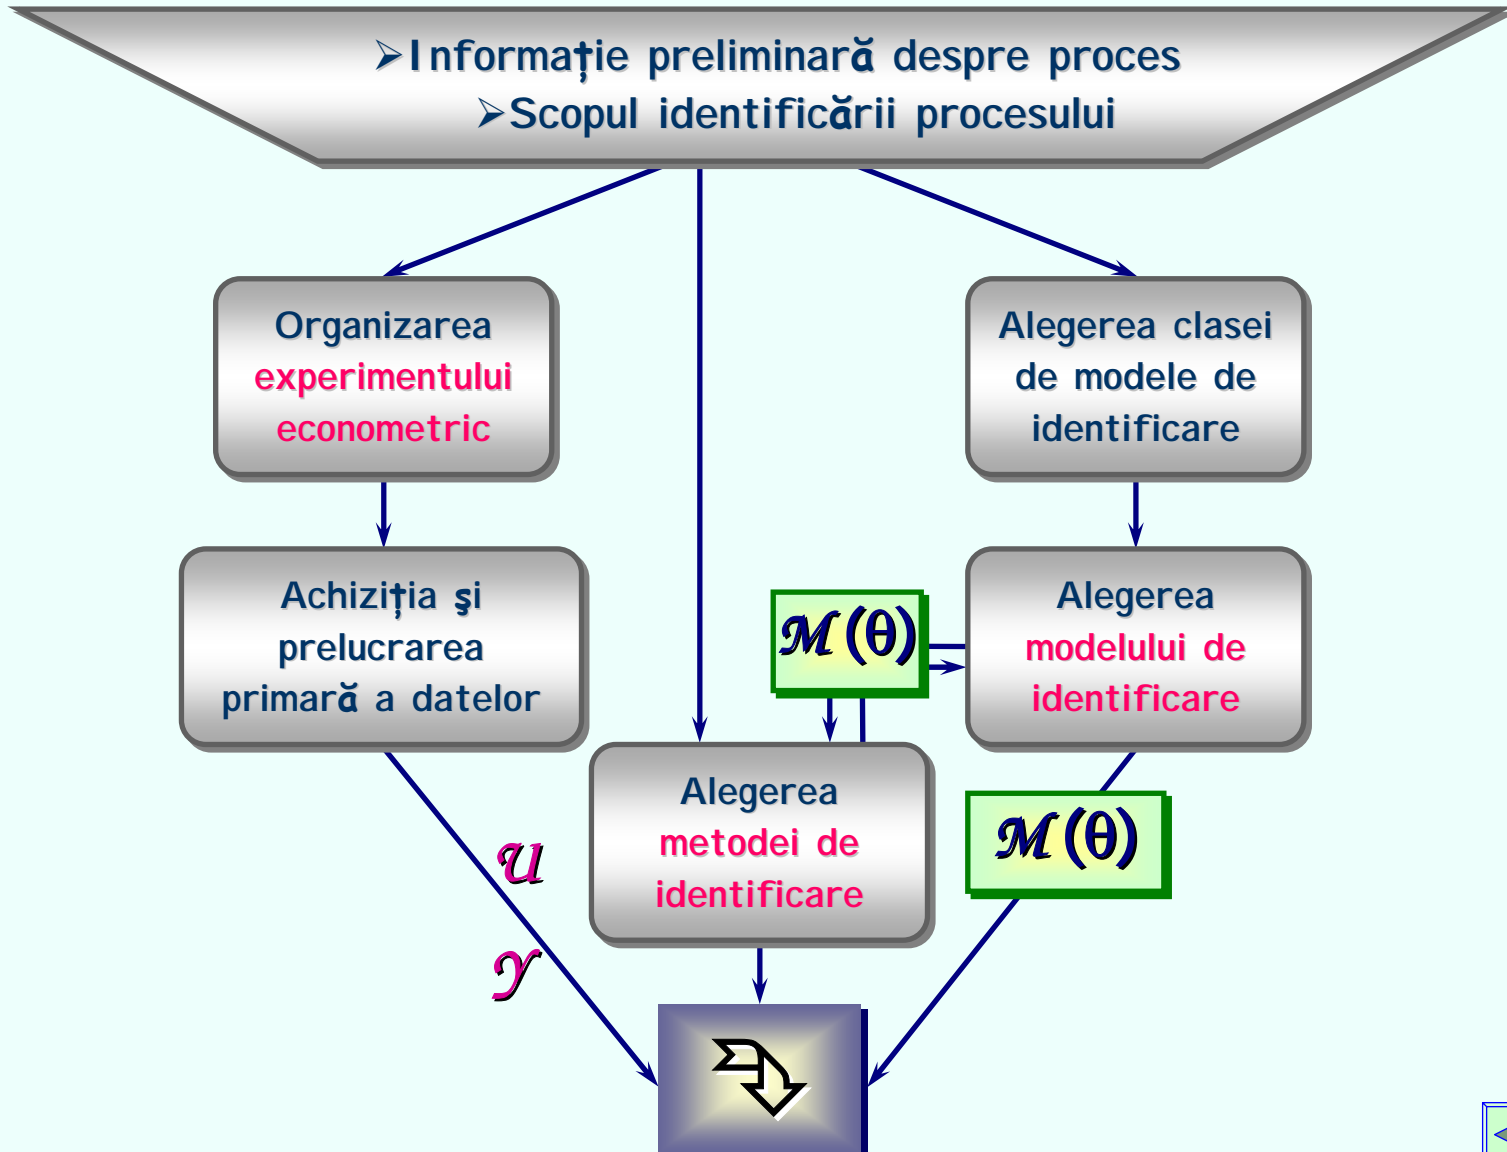 ➢Informație preliminară despre proces
➢Scopul identificării procesului
Organizarea
experimentului
econometric
Alegerea clasei
de modele de
identificare
Achiziția şi
prelucrarea
primară a datelor
ℳ(θ)
Alegerea
modelului de
identificare
Alegerea
metodei de
identificare
ℳ(θ)
𝒰
𝒴